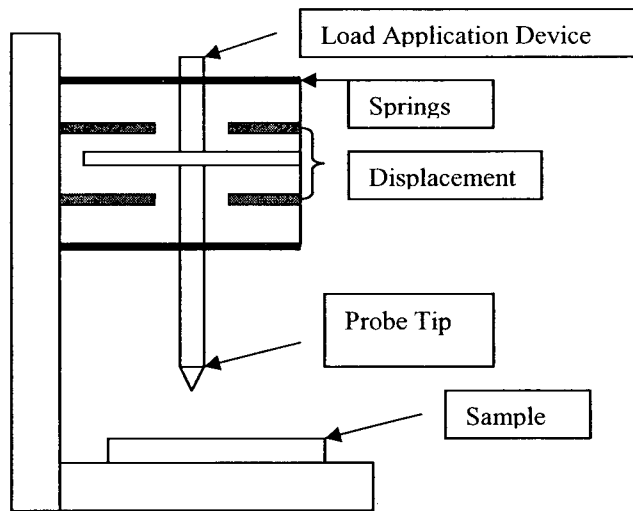 Load Application Device
Springs
Displacement
Probe Tip
Sample